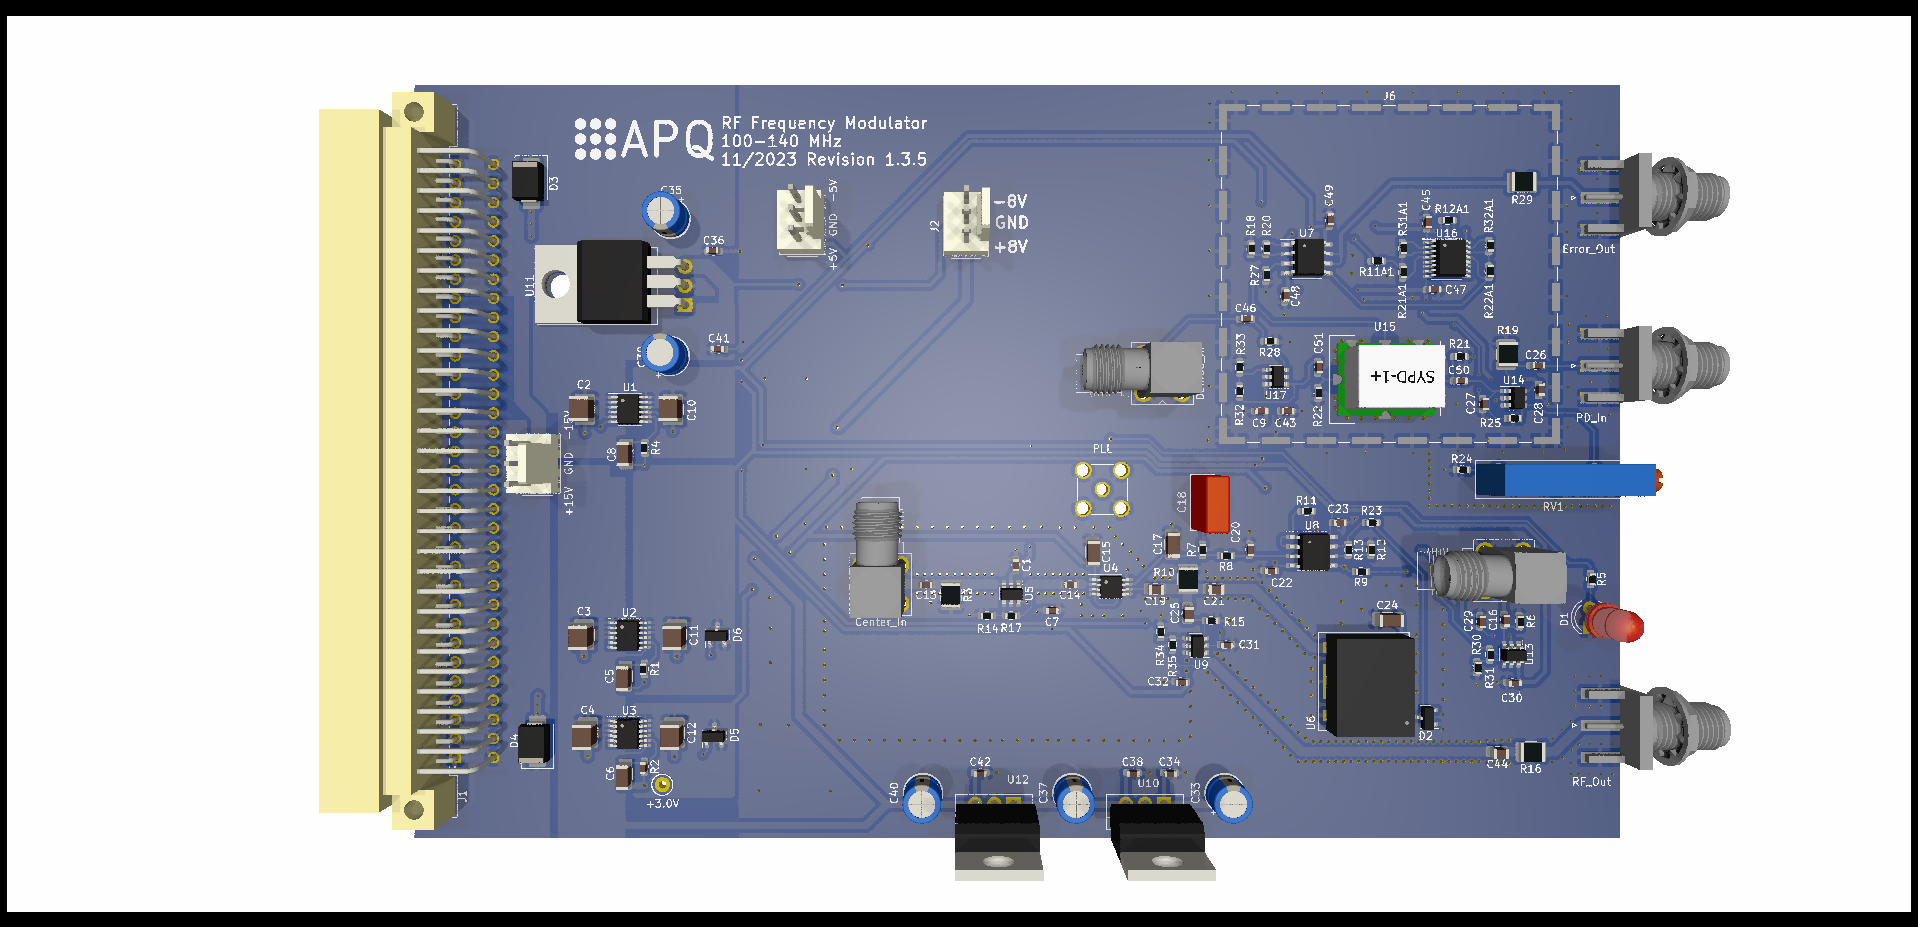 APQ
RF Frequency Modulator
100-140 MHz
11/2023 Revision 1.3.5
J6
D3
C35
-5V
GND
+5V
J2
-8V
GND
+8V
C49
C45
R12A1
R31A1
R32A1
R29
R18
R20
U7
U16
Error_Out
C36
U11
R27
R11A1
C48
R21A1
C47
R22A1
C46
U15
C41
R33
R28
C51
SYPD-1+
R21
R19
C26
C50
U14
C2
U1
C10
U17
R32
C9
C43
R22
C27
R25
C28
PD_In
-15V
GND
+15V
C8
R4
PLL
R24
RV1
C18
R11
C23
R23
U8
C20
C17
R7
R8
C15
R13
R12
R9
C22
C1
U4
R10
C13
R3
U5
C14
C19
C21
R5
Center_In
R14
R17
C7
C25
R15
C24
C29
C16
R6
D1
C3
U2
C11
D6
R34
R35
U9
C31
R30
R31
U13
C5
R1
C32
C30
C4
U3
C12
D5
D4
U6
D2
C6
R2
+3.0V
C44
R16
RF_Out
J1
C42
U12
C38
C34
U10
C40
C37
C33